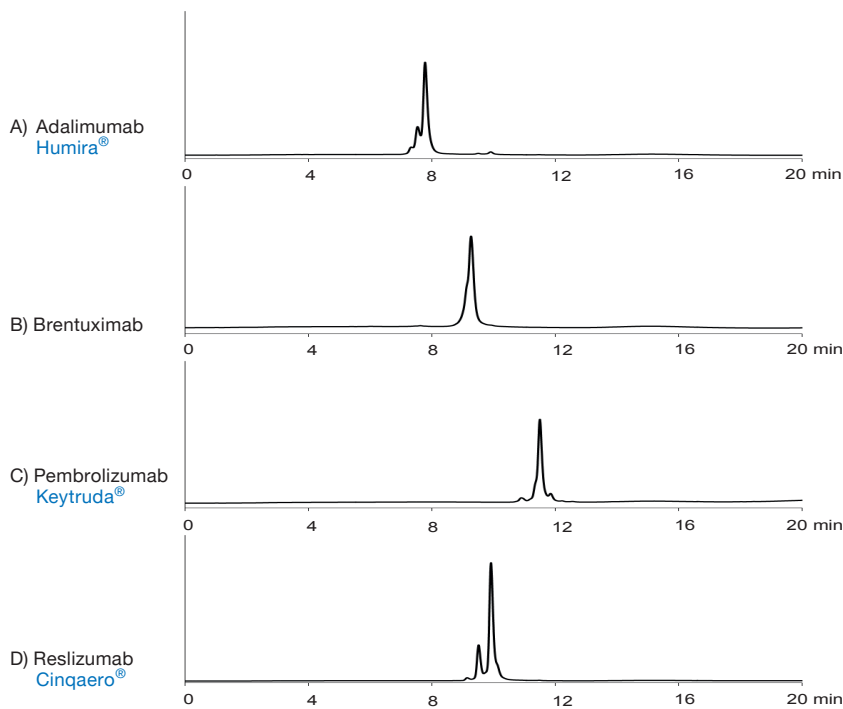 A) Adalimumab
Humira®
0 4 8 12 16 20 min
B) Brentuximab
0 4 8 12 16 20 min
C) Pembrolizumab
Keytruda®
0 4 8 12 16 20 min
D) Reslizumab
Cinqaero®
0 4 8 12 16 20 min